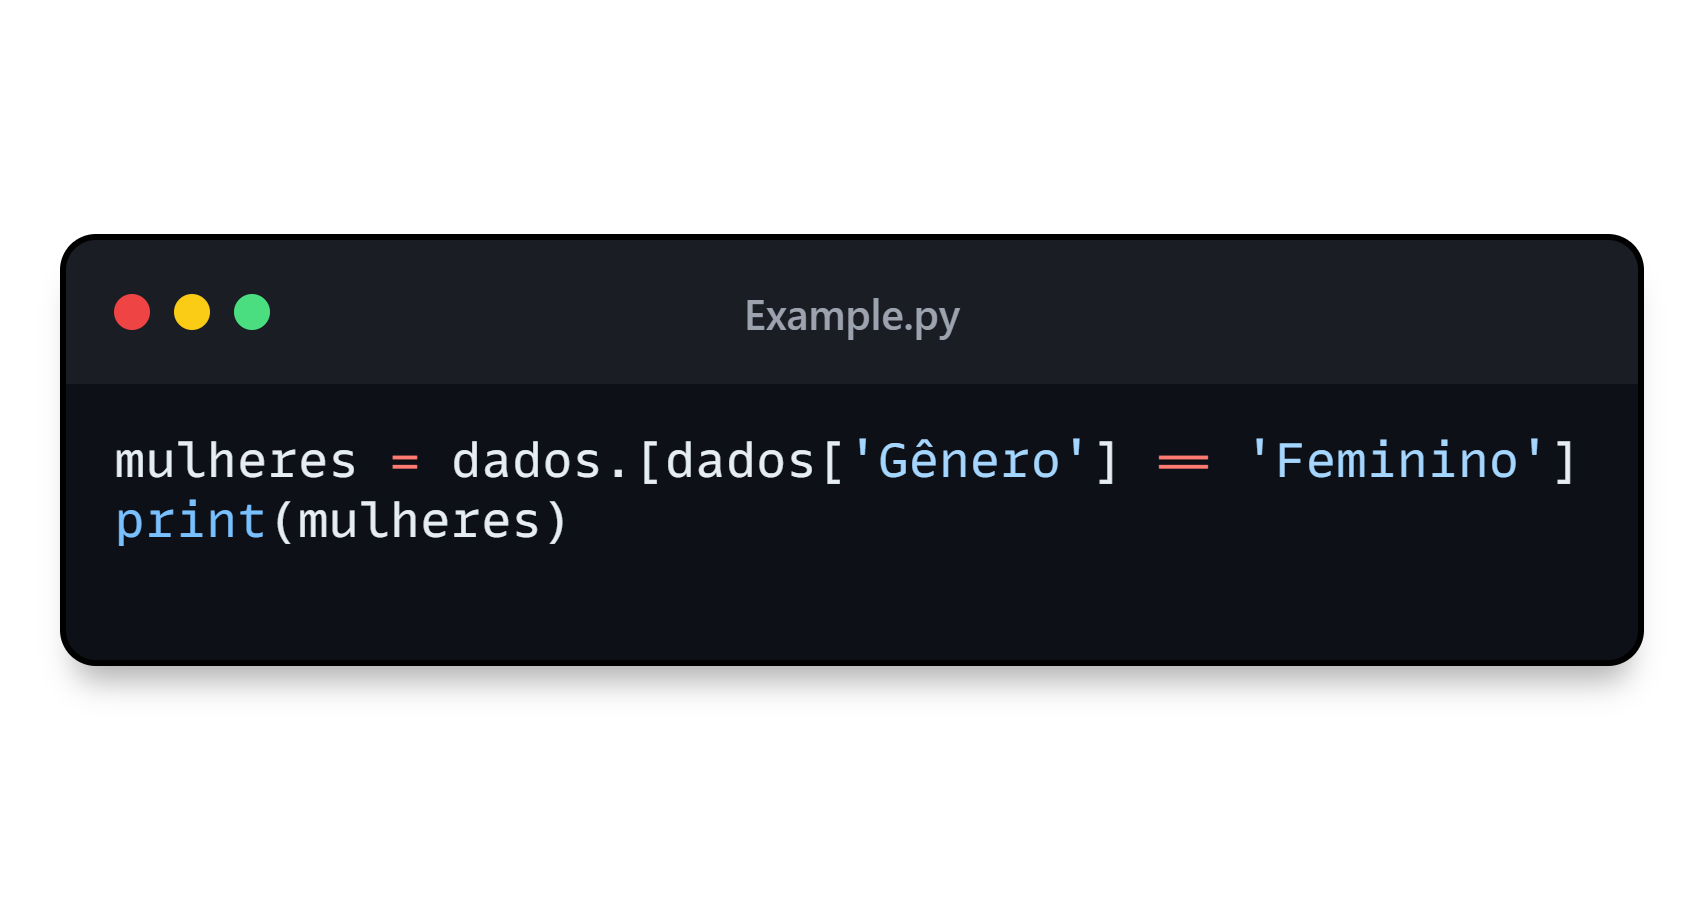 Example.py
mulheres = dados.[dados['Gênero'] == 'Feminino']
print(mulheres)